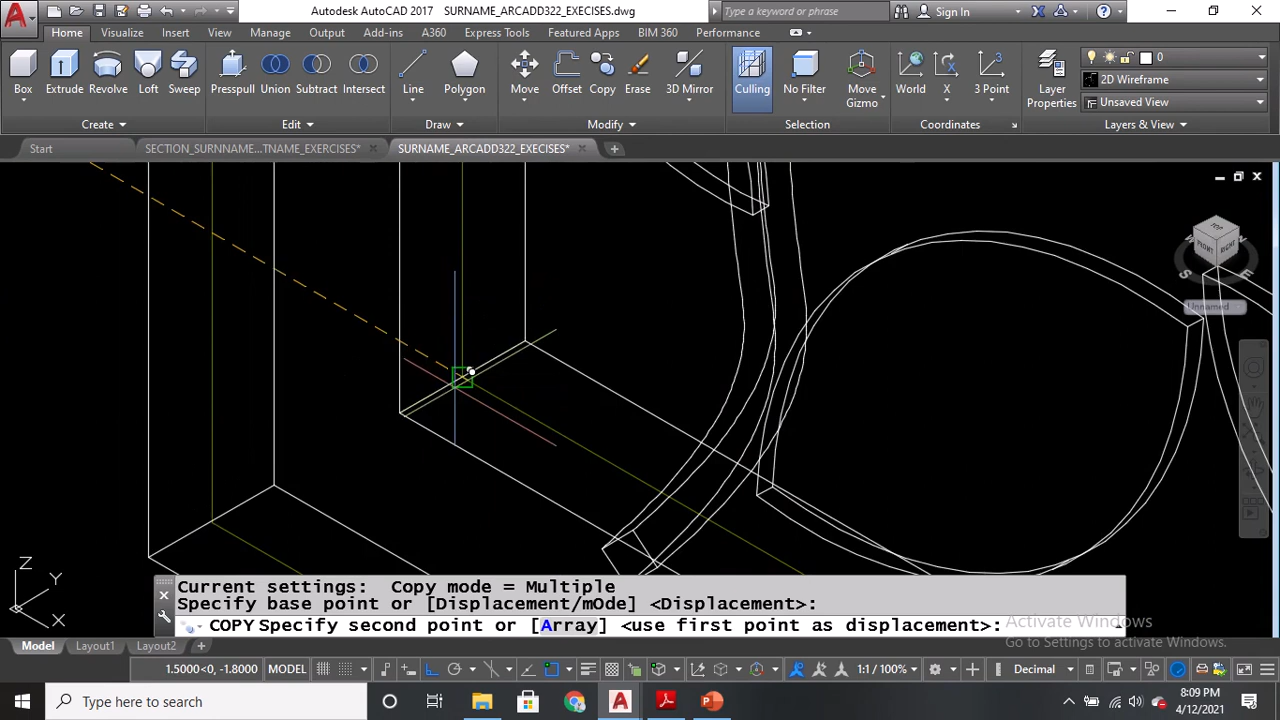 Autodesk AutoCAD 2017 SURNAME_ARCADD322_EXECISES.dwg
Type a keyword or phrase
Sign In
Home Visualize Insert View Manage Output Add-ins A360 Express Tools Featured Apps BIM 360 Performance
0
2D Wireframe
Unsaved View
Box Extrude Revolve Loft Sweep Presspull Union Subtract Intersect Line Polygon Move Offset Copy Erase 3D Mirror Culling No Filter Move Gizmo World X 3 Point Layer Properties
Create Edit Draw Modify Selection Coordinates Layers & View
Start SECTION_SURNNAME...TNAME_EXERCISES* SURNAME_ARCADD322_EXECISES*
TOP
RIGHT
W
S
E
Unnamed
Z
Y
X
Current settings: Copy mode = Multiple
Specify base point or [Displacement/mOde] <Displacement>:
COPY Specify second point or [Array] <use first point as displacement>:
Activate Windows
Go to Settings to activate Windows.
Model Layout1 Layout2
1.5000<0, -1.8000 MODEL 1:1 / 100% Decimal
Type here to search
8:09 PM
4/12/2021